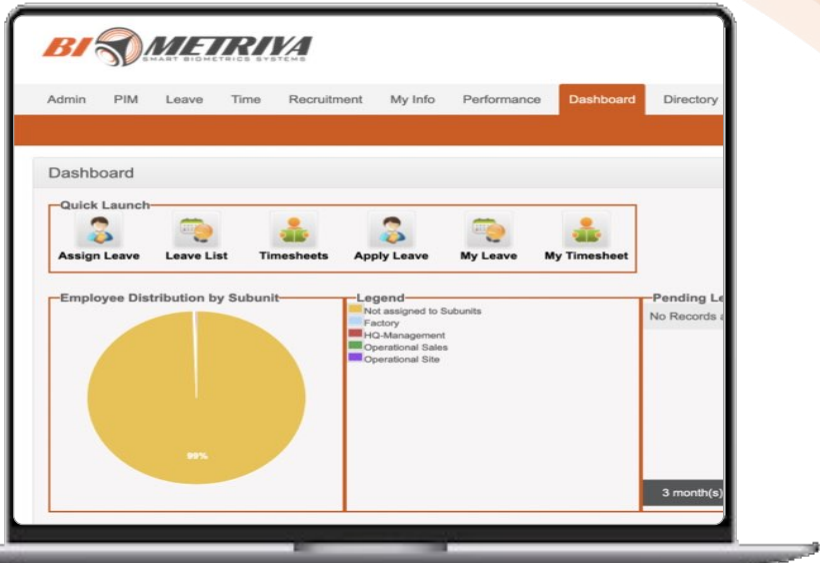 BI METRIVA
SMART BIOMETRICS SYSTEMS
Admin PIM Leave Time Recruitment My Info Performance Dashboard Directory
Dashboard
Quick Launch
Assign Leave Leave List Timesheets Apply Leave My Leave My Timesheet
Employee Distribution by Subunit Legend Pending Le
Not assigned to Subunits No Records a
Factory
HQ-Management
Operational Sales
Operational Site
99%
3 month(s)